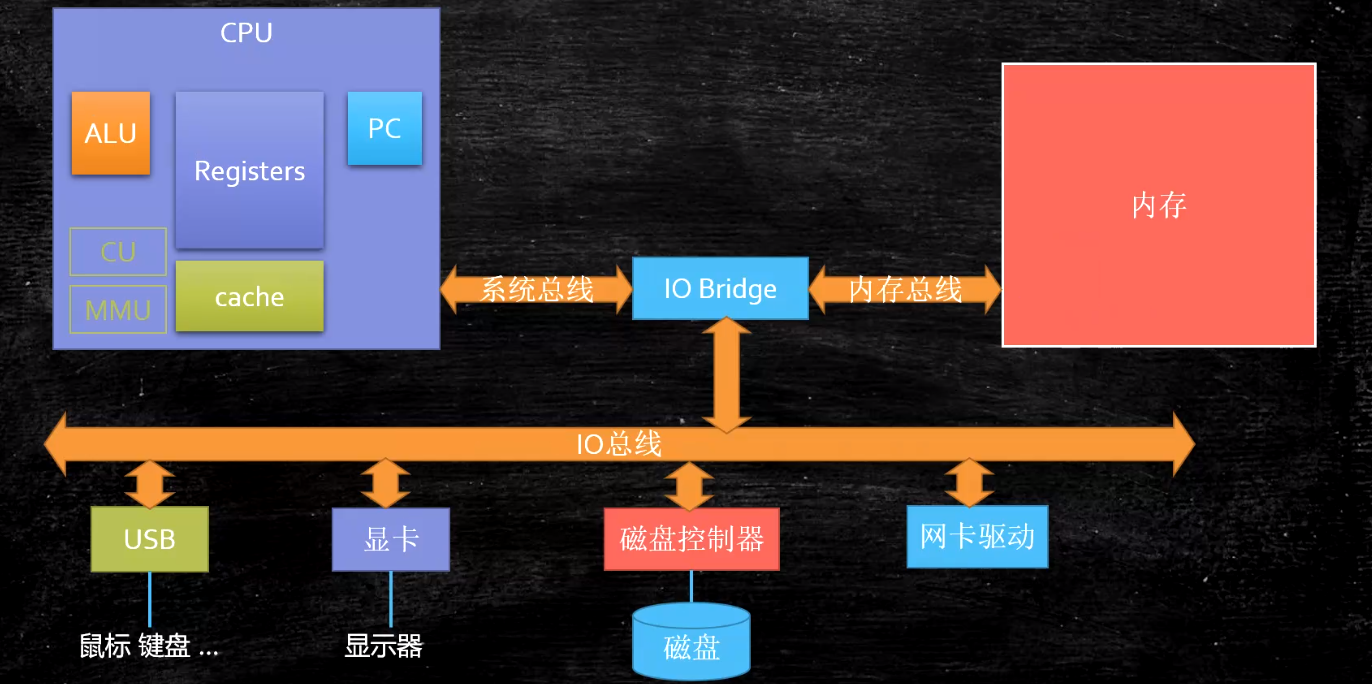 CPU
ALU
Registers
PC
CU
MMU
cache
系统总线
IO Bridge
内存总线
内存
IO总线
USB
显卡
磁盘控制器
网卡驱动
鼠标 键盘 ...
显示器
磁盘